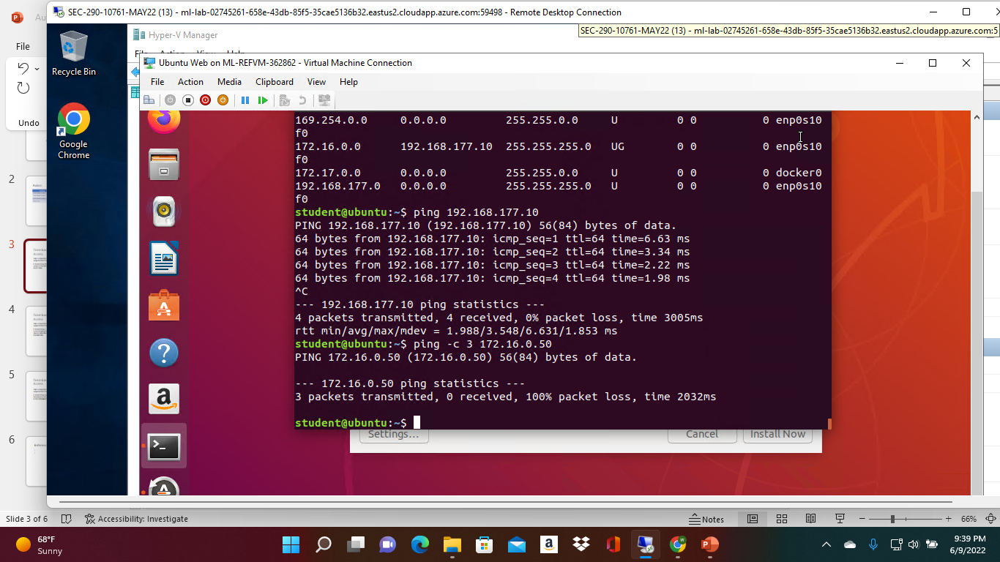 SEC-290-10761-MAY22 (13) - ml-lab-02745261-658e-43db-85f5-35cae5136b32.eastus2.cloudapp.azure.com:59498 - Remote Desktop Connection
SEC-290-10761-MAY22 (13) - ml-lab-02745261-658e-43db-85f5-35cae5136b32.eastus2.cloudapp.azure.com:5
Hyper-V Manager
File
Undo
Recycle Bin
Google
Chrome
Ubuntu Web on ML-REFVM-362862 - Virtual Machine Connection
File Action Media Clipboard View Help
169.254.0.0 0.0.0.0 255.255.0.0 U 0 0 0 enp0s10
f0
172.16.0.0 192.168.177.10 255.255.255.0 UG 0 0 0 enp0s10
f0
172.17.0.0 0.0.0.0 255.255.0.0 U 0 0 0 docker0
192.168.177.0 0.0.0.0 255.255.255.0 U 0 0 0 enp0s10
f0
student@ubuntu:~$ ping 192.168.177.10
PING 192.168.177.10 (192.168.177.10) 56(84) bytes of data.
64 bytes from 192.168.177.10: icmp_seq=1 ttl=64 time=6.63 ms
64 bytes from 192.168.177.10: icmp_seq=2 ttl=64 time=3.34 ms
64 bytes from 192.168.177.10: icmp_seq=3 ttl=64 time=2.22 ms
64 bytes from 192.168.177.10: icmp_seq=4 ttl=64 time=1.98 ms
^C
--- 192.168.177.10 ping statistics ---
4 packets transmitted, 4 received, 0% packet loss, time 3005ms
rtt min/avg/max/mdev = 1.988/3.548/6.631/1.853 ms
student@ubuntu:~$ ping -c 3 172.16.0.50
PING 172.16.0.50 (172.16.0.50) 56(84) bytes of data.
--- 172.16.0.50 ping statistics ---
3 packets transmitted, 0 received, 100% packet loss, time 2032ms
student@ubuntu:~$
Settings... Cancel Install Now
2
3
4
5
6
Slide 3 of 6 Accessibility: Investigate Notes 66%
68°F
Sunny
9:39 PM
6/9/2022